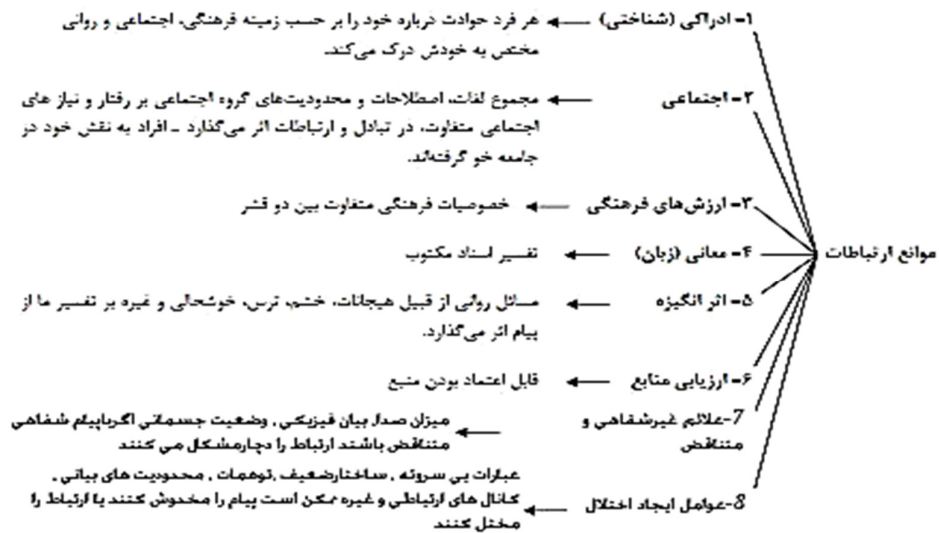 موانع ارتباطات
۱- ادراکی (شناختی)
هر فرد حوادث درباره خود را بر حسب زمینه فرهنگی، اجتماعی و روانی
مختص به خودش درک می‌کند.
۲- اجتماعی
مجموع لغات، اصطلاحات و محدودیت‌های گروه اجتماعی بر رفتار و نیاز های
اجتماعی متفاوت، در تبادل و ارتباطات اثر می‌گذارد - افراد به نقش خود در
جامعه خو گرفته‌اند.
۳- ارزش‌های فرهنگی
خصوصیات فرهنگی متفاوت بین دو قشر
۴- معانی (زبان)
تفسیر اسناد مکتوب
۵- اثر انگیزه
مسائل روانی از قبیل هیجانات، خشم، ترس، خوشحالی و غیره بر تفسیر ما از
پیام اثر می‌گذارد.
۶- ارزیابی منابع
قابل اعتماد بودن منبع
7-علائم غیرشفاهی و
متناقض
میزان صدا، بیان فیزیکی، وضعیت جسمانی اگرباپیام شفاهی
متناقض باشند ارتباط را دچارمشکل می کنند
8-عوامل ایجاد اختلال
عبارات بی سروته، ساختارضعیف، توهمات، محدودیت های بیانی،
کانال های ارتباطی و غیره ممکن است پیام را مخدوش کنند یا ارتباط را
مختل کنند